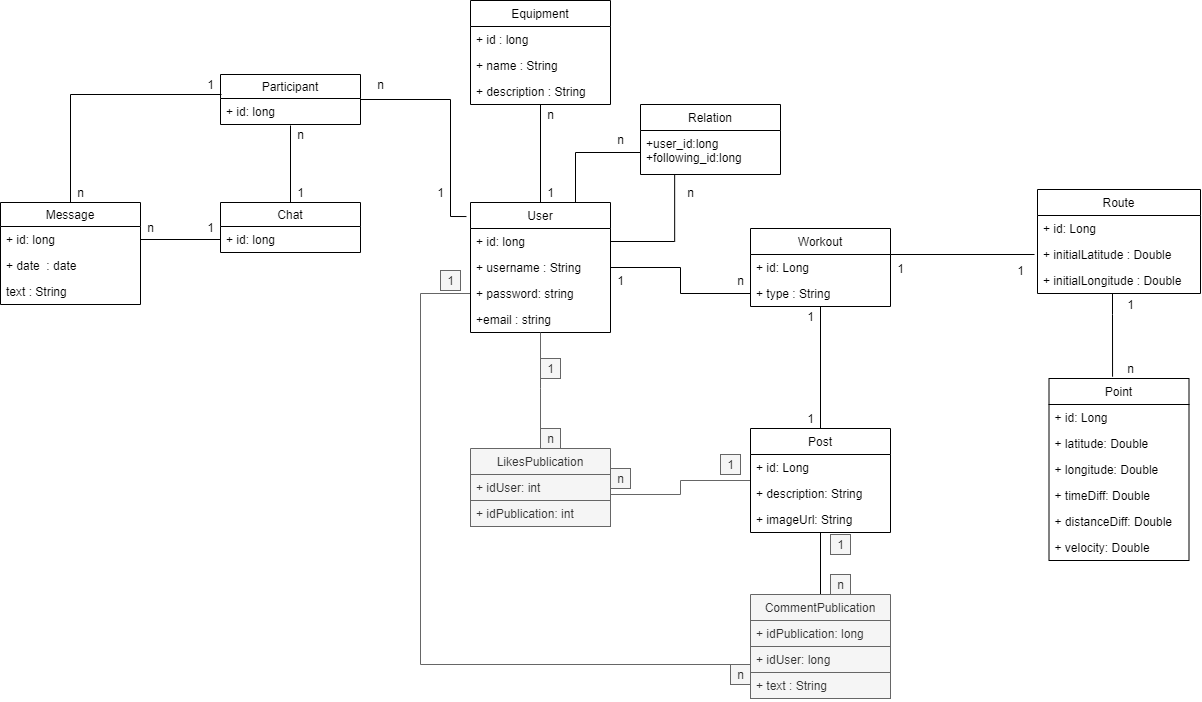 Equipment
+ id : long
+ name : String
+ description : String
n
1
Participant
+ id: long
1
n
n
1
n
1
Relation
+user_id:long
+following_id:long
n
n
Message
+ id: long
+ date  : date
text : String
n
n
1
Chat
+ id: long
1
User
+ id: long
+ username : String
+ password: string
+email : string
1
1
n
Workout
+ id: Long
+ type : String
1
1
Route
+ id: Long
+ initialLatitude : Double
+ initialLongitude : Double
1
n
Point
+ id: Long
+ latitude: Double
+ longitude: Double
+ timeDiff: Double
+ distanceDiff: Double
+ velocity: Double
1
1
1
n
LikesPublication
+ idUser: int
+ idPublication: int
n
1
Post
+ id: Long
+ description: String
+ imageUrl: String
1
n
CommentPublication
+ idPublication: long
+ idUser: long
+ text : String
n